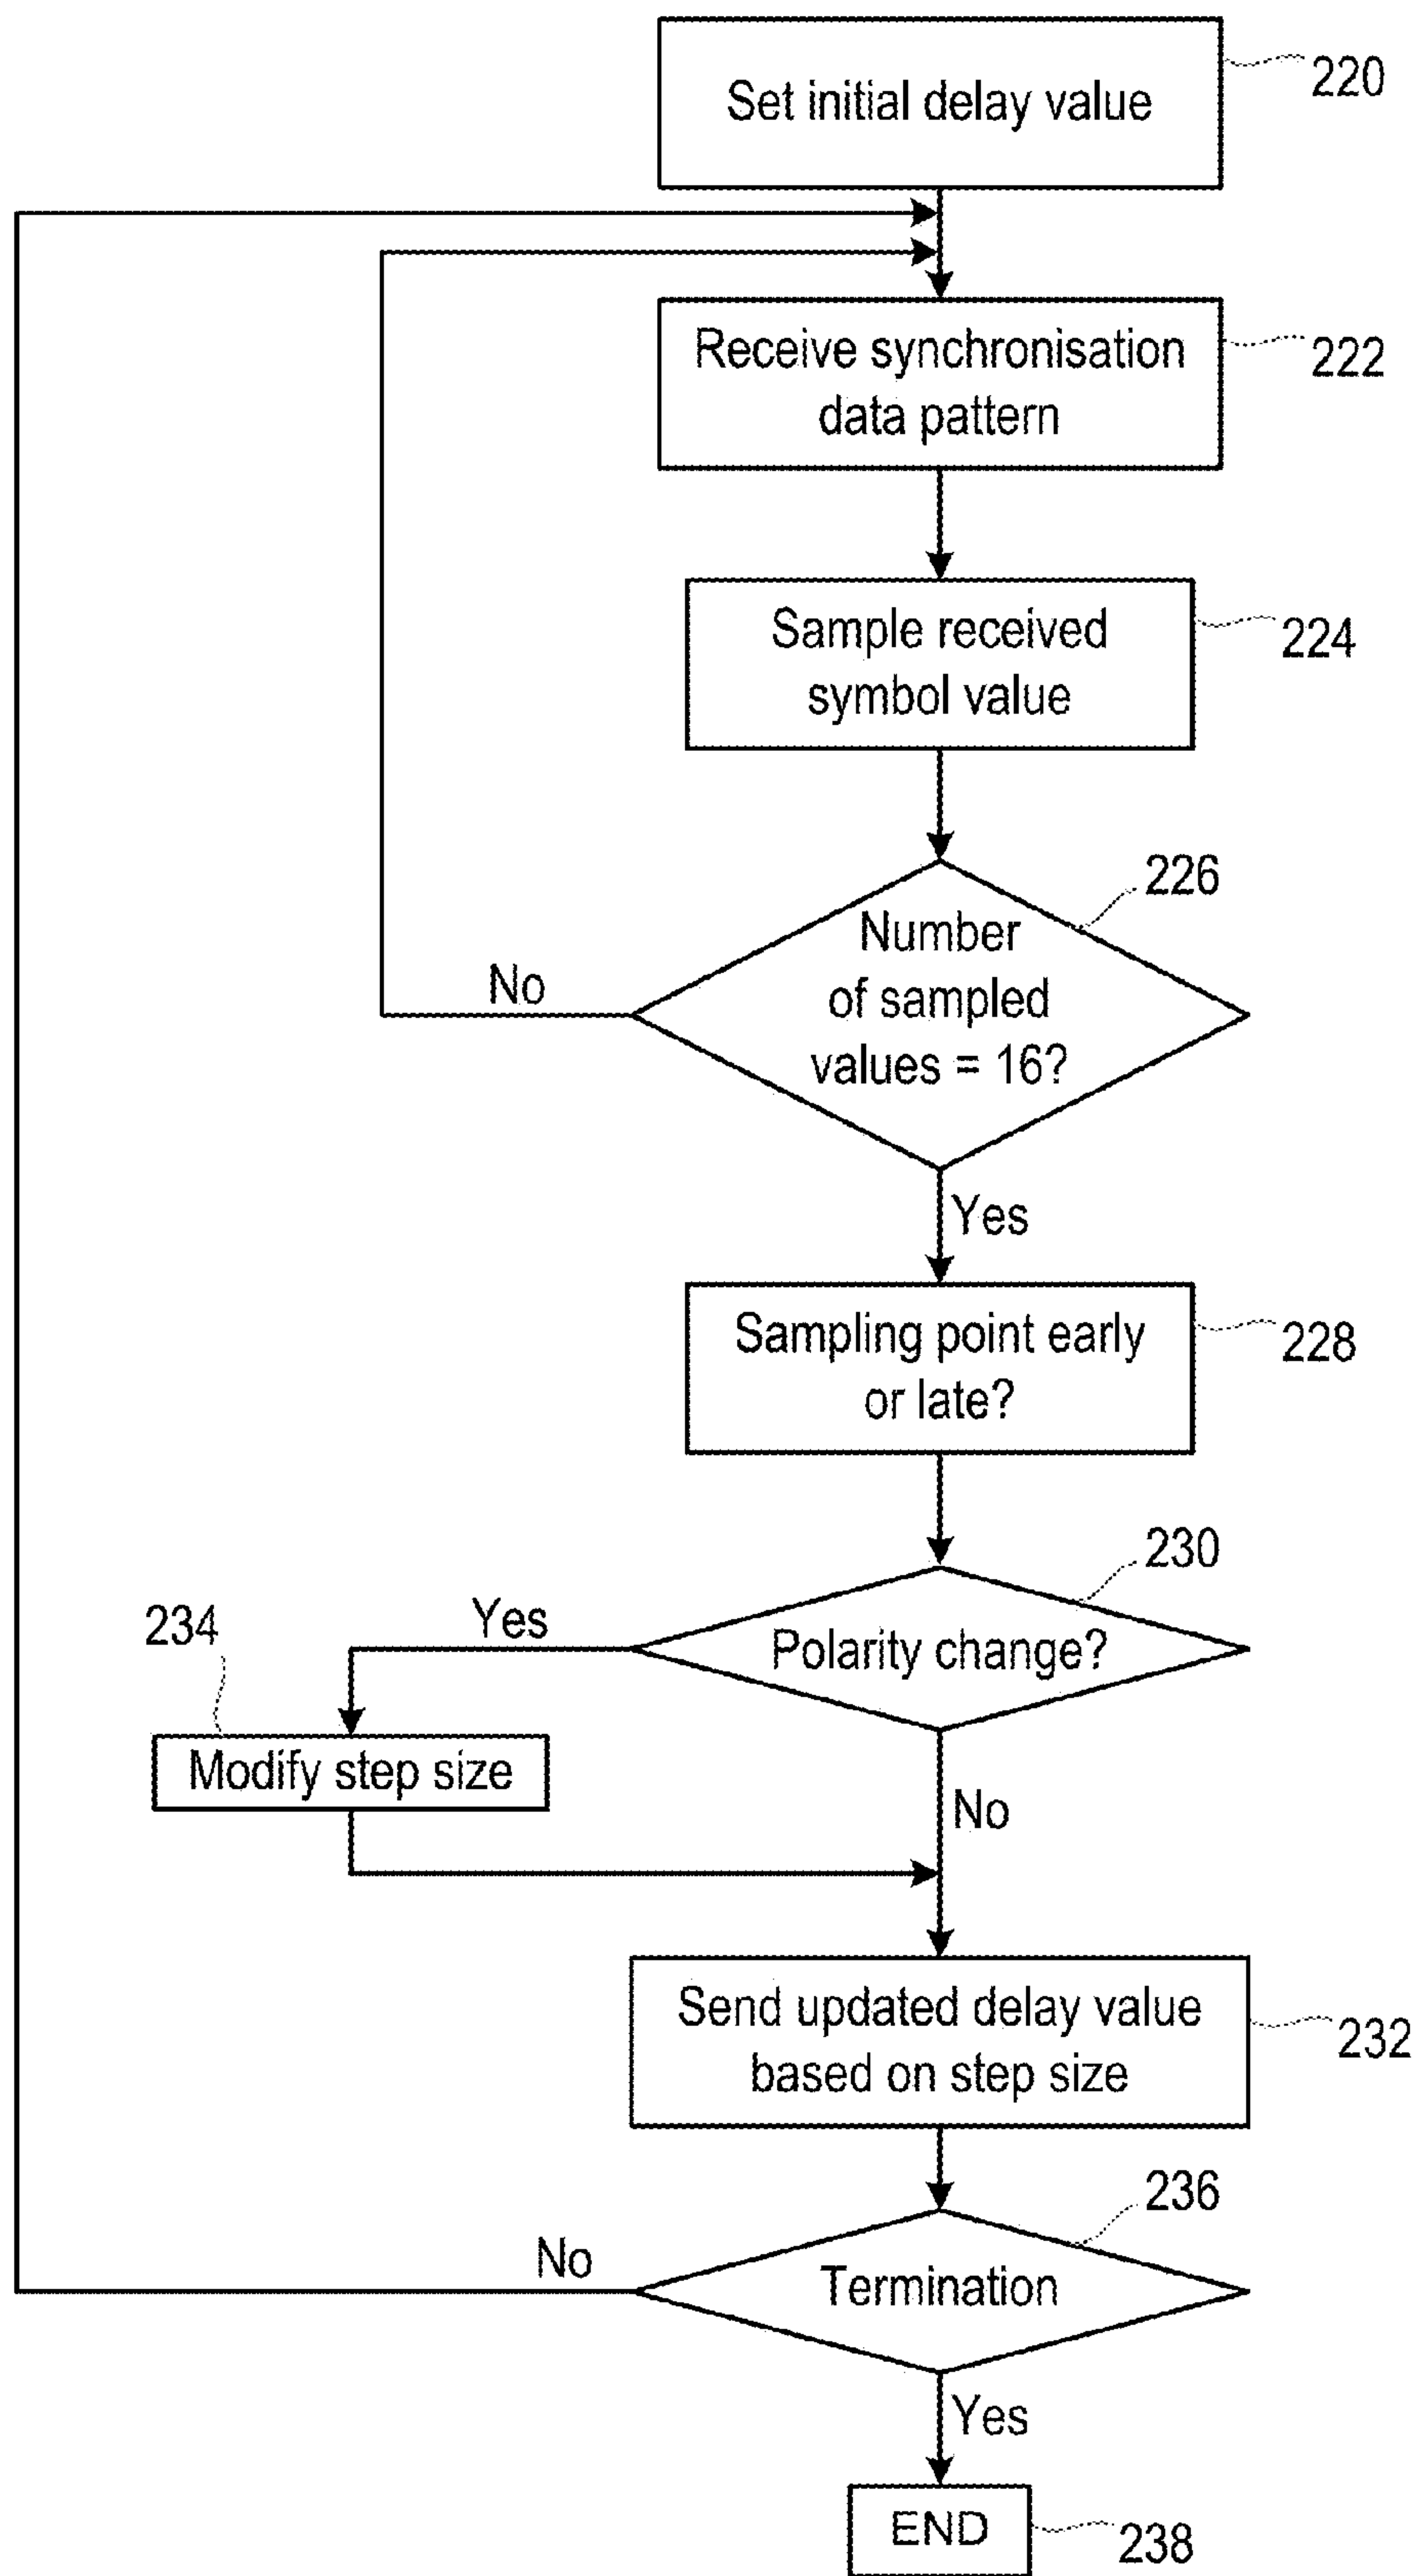 Set initial delay value
220
Receive synchronisation
data pattern
222
Sample received
symbol value
224
226
Number
of sampled
values = 16?
No
Yes
Sampling point early
or late?
228
230
Polarity change?
Yes
234
Modify step size
No
Send updated delay value
based on step size
232
236
Termination
No
Yes
END
238